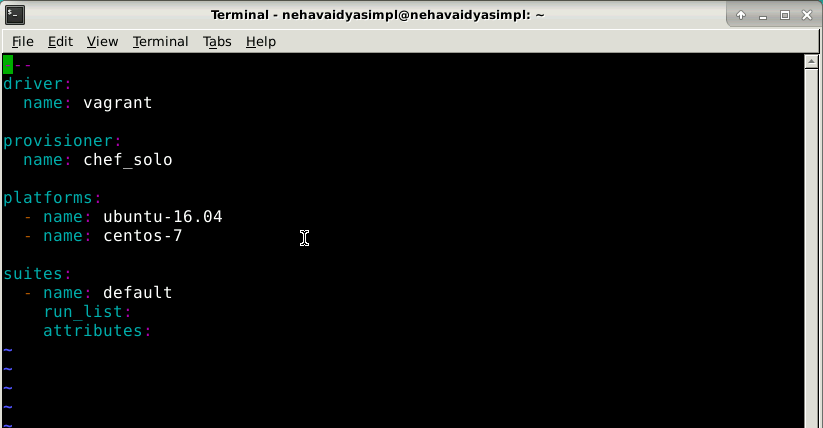 Terminal - nehavaidyasimpl@nehavaidyasimpl: ~
File Edit View Terminal Tabs Help
---
driver:
  name: vagrant
provisioner:
  name: chef_solo
platforms:
  - name: ubuntu-16.04
  - name: centos-7
suites:
  - name: default
    run_list:
    attributes:
~
~
~
~
~